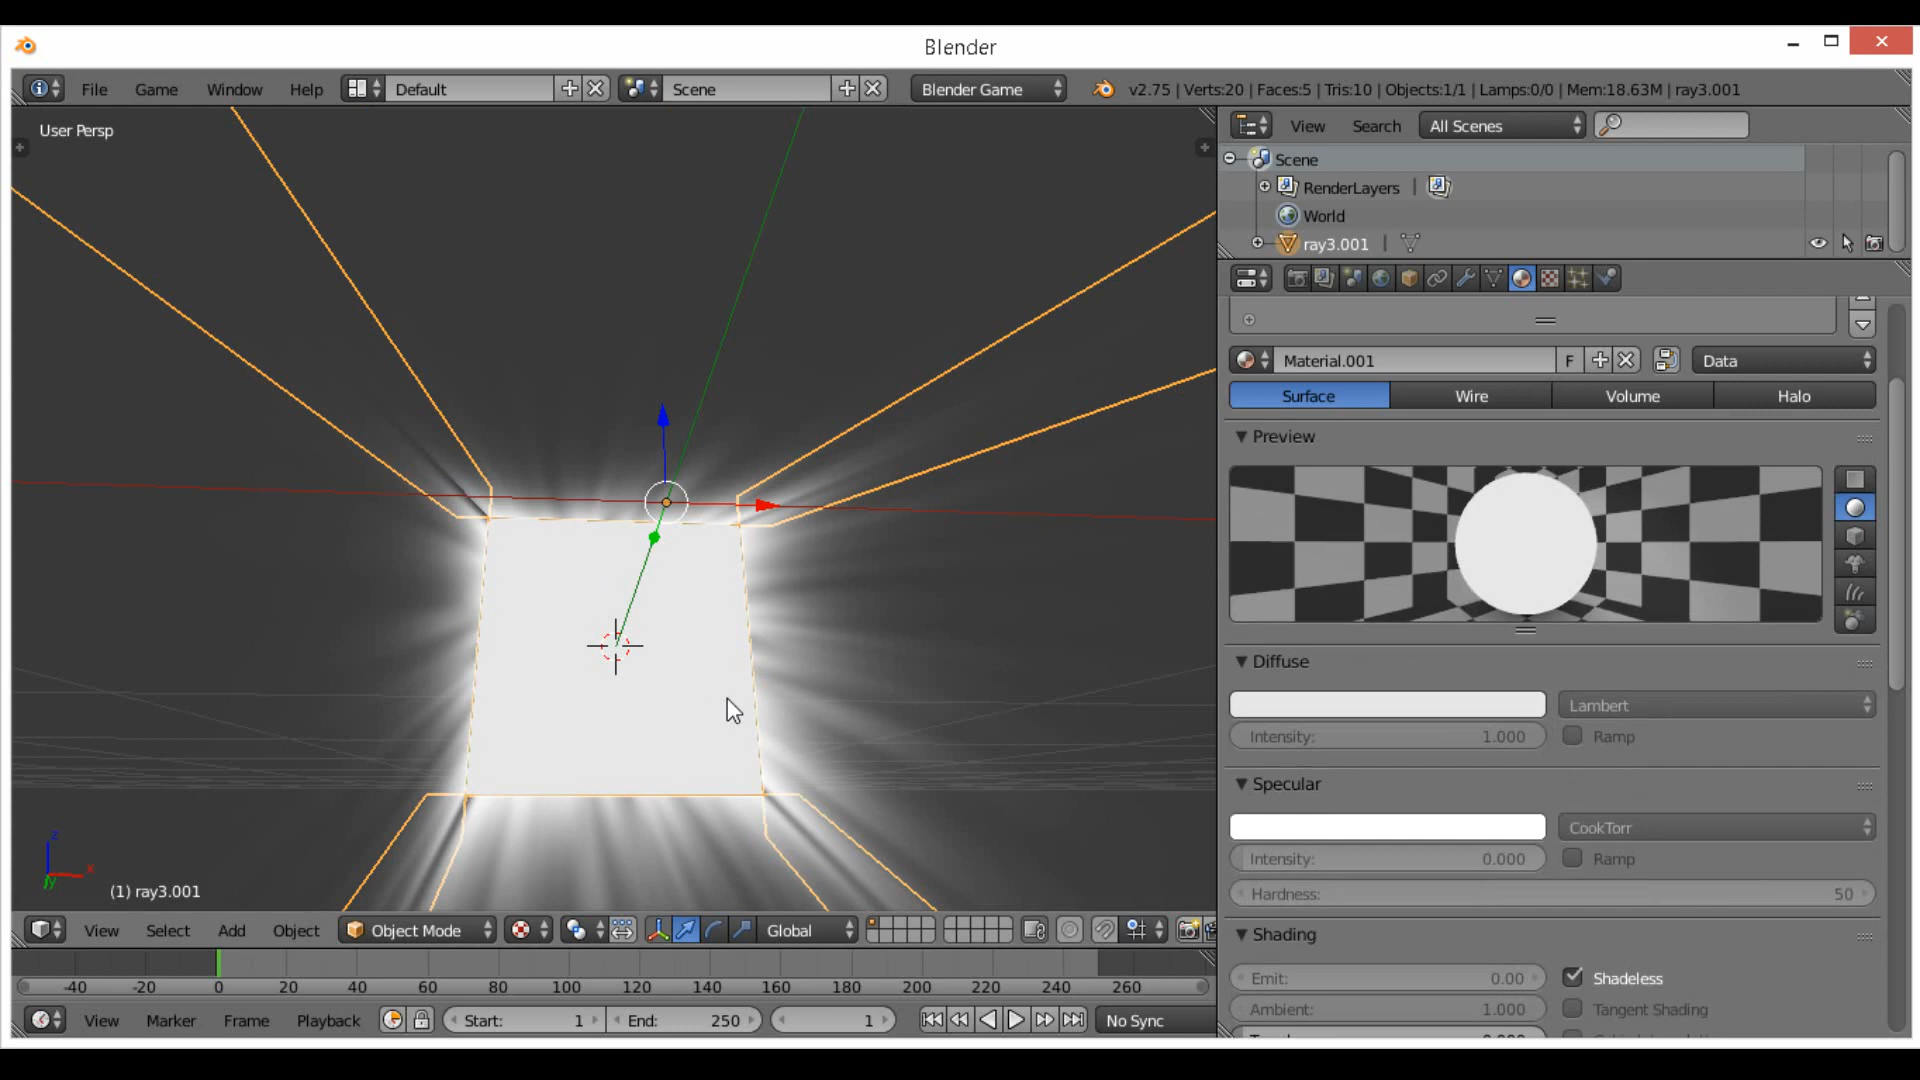 Blender
File Game Window Help Default Scene Blender Game v2.75 | Verts:20 | Faces:5 | Tris:10 | Objects:1/1 | Lamps:0/0 | Mem:18.63M | ray3.001
User Persp
View Search All Scenes
Scene
RenderLayers
World
ray3.001
Material.001 F Data
Surface Wire Volume Halo
Preview
Diffuse
Lambert
Intensity: 1.000 Ramp
Specular
CookTorr
Intensity: 0.000 Ramp
Hardness: 50
Shading
Emit: 0.00 Shadeless
Ambient: 1.000 Tangent Shading
z
x
y
(1) ray3.001
View Select Add Object Object Mode Global
-40 -20 0 20 40 60 80 100 120 140 160 180 200 220 240 260
View Marker Frame Playback Start: 1 End: 250 1 No Sync